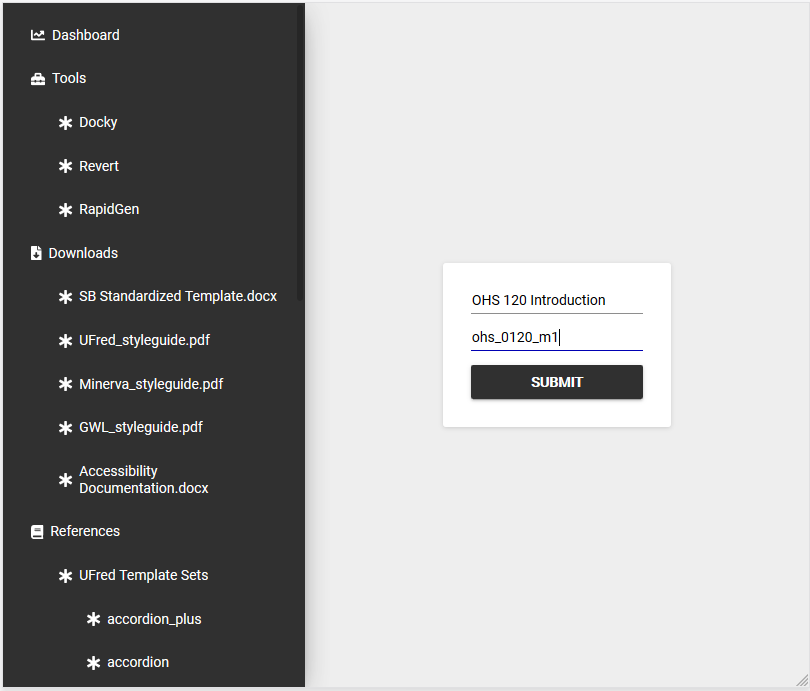 Dashboard
Tools
Docky
Revert
RapidGen
Downloads
SB Standardized Template.docx
UFred_styleguide.pdf
Minerva_styleguide.pdf
GWL_styleguide.pdf
Accessibility
Documentation.docx
References
UFred Template Sets
accordion_plus
accordion
OHS 120 Introduction
ohs_0120_m1
SUBMIT